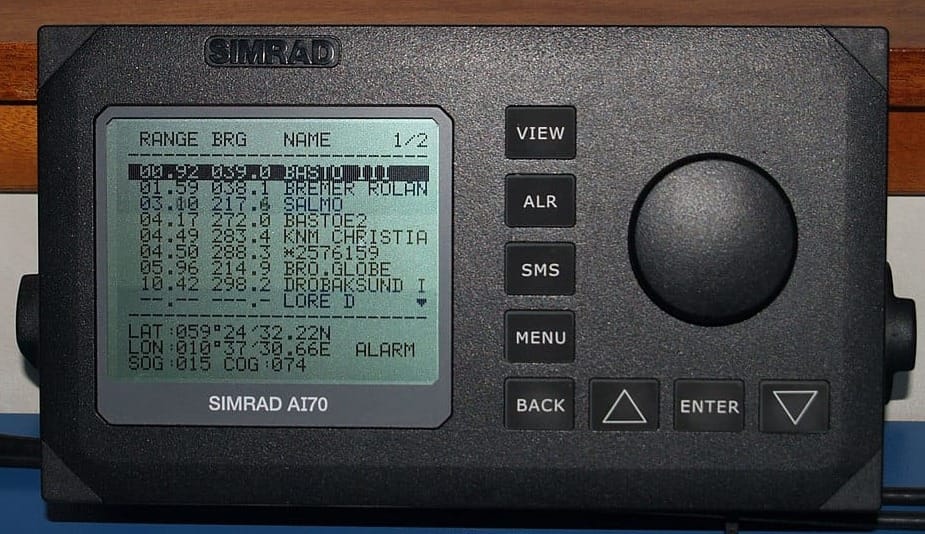 SIMRAD
RANGE BRG NAME 1/2
00.92 039.0 BASTO III
01.59 038.1 BREMER ROLAN
03.10 217.6 SALMO
04.17 272.0 BASTOE2
04.49 283.4 KNM CHRISTIA
04.50 288.5 *2576159
05.96 214.9 BRO.GLOBE
10.42 298.2 DROBAKSUND I
--.-- ---.- LORE D
LAT:059°24/32.22N
LON:010°37/30.66E ALARM
SOG:015 COG:074
SIMRAD AI70
VIEW
ALR
SMS
MENU
BACK
ENTER